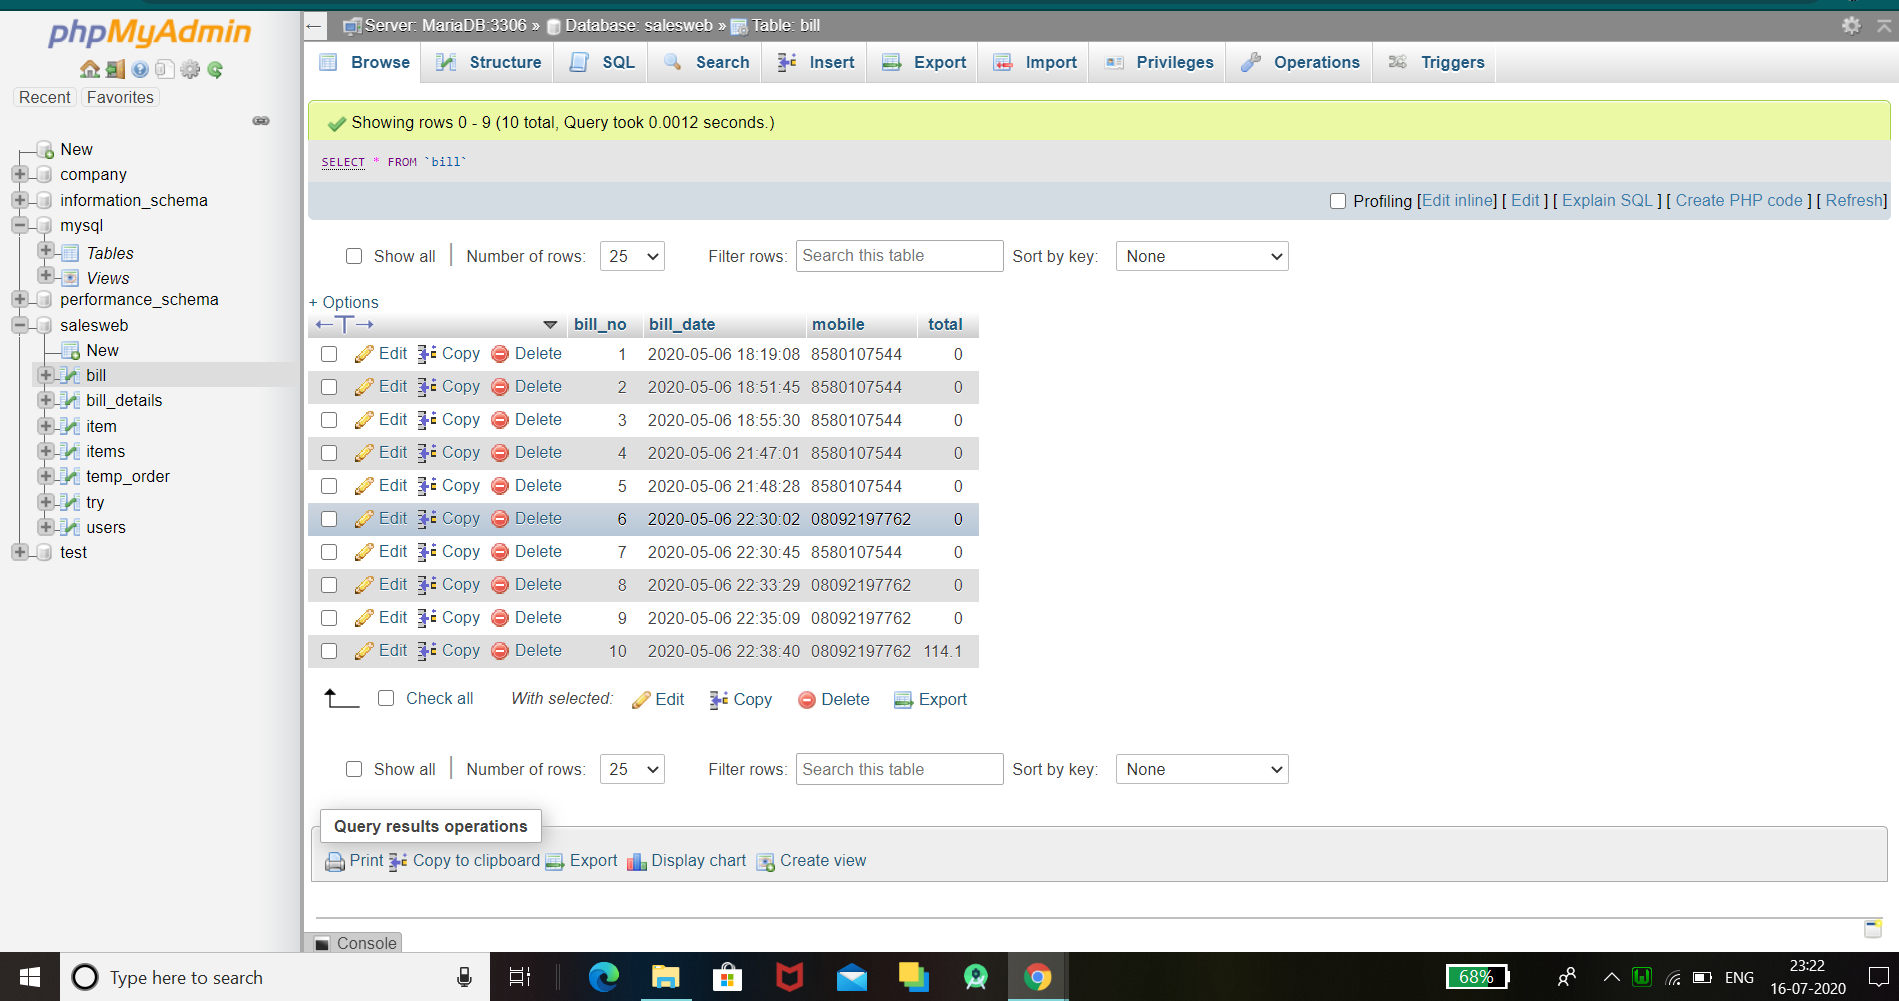 phpMyAdmin
Recent Favorites
New
company
information_schema
mysql
Tables
Views
performance_schema
salesweb
New
bill
bill_details
item
items
temp_order
try
users
test
Server: MariaDB:3306 » Database: salesweb » Table: bill
Browse Structure SQL Search Insert Export Import Privileges Operations Triggers
Showing rows 0 - 9 (10 total, Query took 0.0012 seconds.)
SELECT * FROM `bill`
Profiling [Edit inline] [ Edit ] [ Explain SQL ] [ Create PHP code ] [ Refresh]
Show all | Number of rows: 25 Filter rows: Search this table Sort by key: None
+ Options
←T→ bill_no bill_date mobile total
Edit Copy Delete 1 2020-05-06 18:19:08 8580107544 0
Edit Copy Delete 2 2020-05-06 18:51:45 8580107544 0
Edit Copy Delete 3 2020-05-06 18:55:30 8580107544 0
Edit Copy Delete 4 2020-05-06 21:47:01 8580107544 0
Edit Copy Delete 5 2020-05-06 21:48:28 8580107544 0
Edit Copy Delete 6 2020-05-06 22:30:02 08092197762 0
Edit Copy Delete 7 2020-05-06 22:30:45 8580107544 0
Edit Copy Delete 8 2020-05-06 22:33:29 08092197762 0
Edit Copy Delete 9 2020-05-06 22:35:09 08092197762 0
Edit Copy Delete 10 2020-05-06 22:38:40 08092197762 114.1
Check all With selected: Edit Copy Delete Export
Show all | Number of rows: 25 Filter rows: Search this table Sort by key: None
Query results operations
Print Copy to clipboard Export Display chart Create view
Console
Type here to search
68%
ENG
23:22
16-07-2020